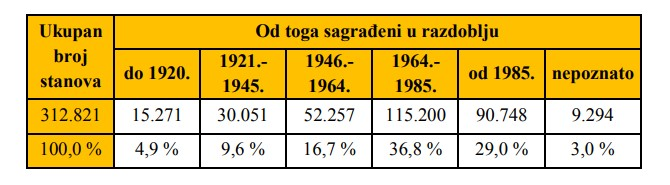 Ukupan broj stanova Od toga sagrađeni u razdoblju
do 1920. 1921.-1945. 1946.-1964. 1964.-1985. od 1985. nepoznato
312.821 15.271 30.051 52.257 115.200 90.748 9.294
100,0 % 4,9 % 9,6 % 16,7 % 36,8 % 29,0 % 3,0 %